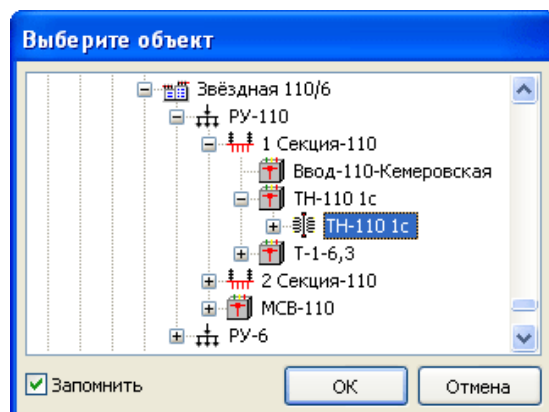 Выберите объект
Звёздная 110/6
РУ-110
1 Секция-110
Ввод-110-Кемеровская
ТН-110 1с
ТН-110 1с
Т-1-6,3
2 Секция-110
МСВ-110
РУ-6
Запомнить
ОК
Отмена